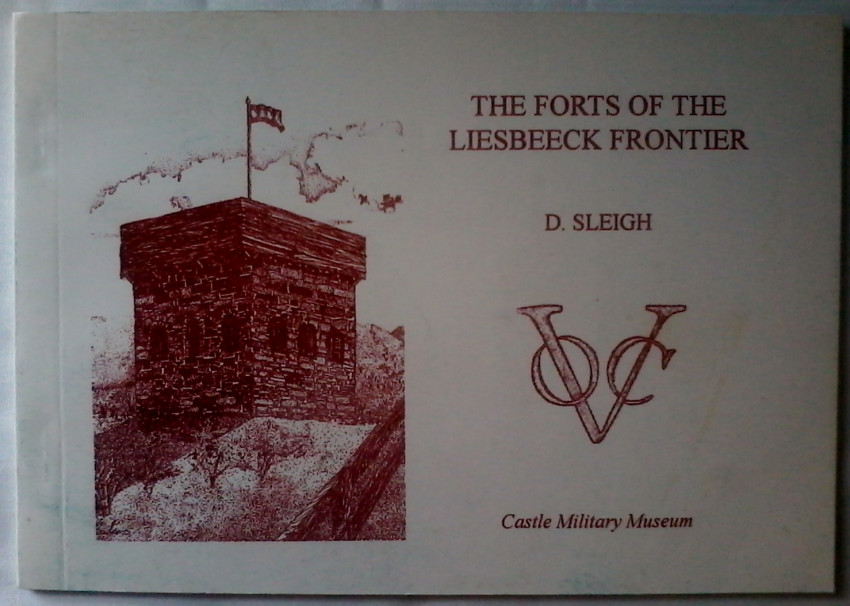 THE FORTS OF THE
LIESBEECK FRONTIER
D. SLEIGH
VOC
Castle Military Museum